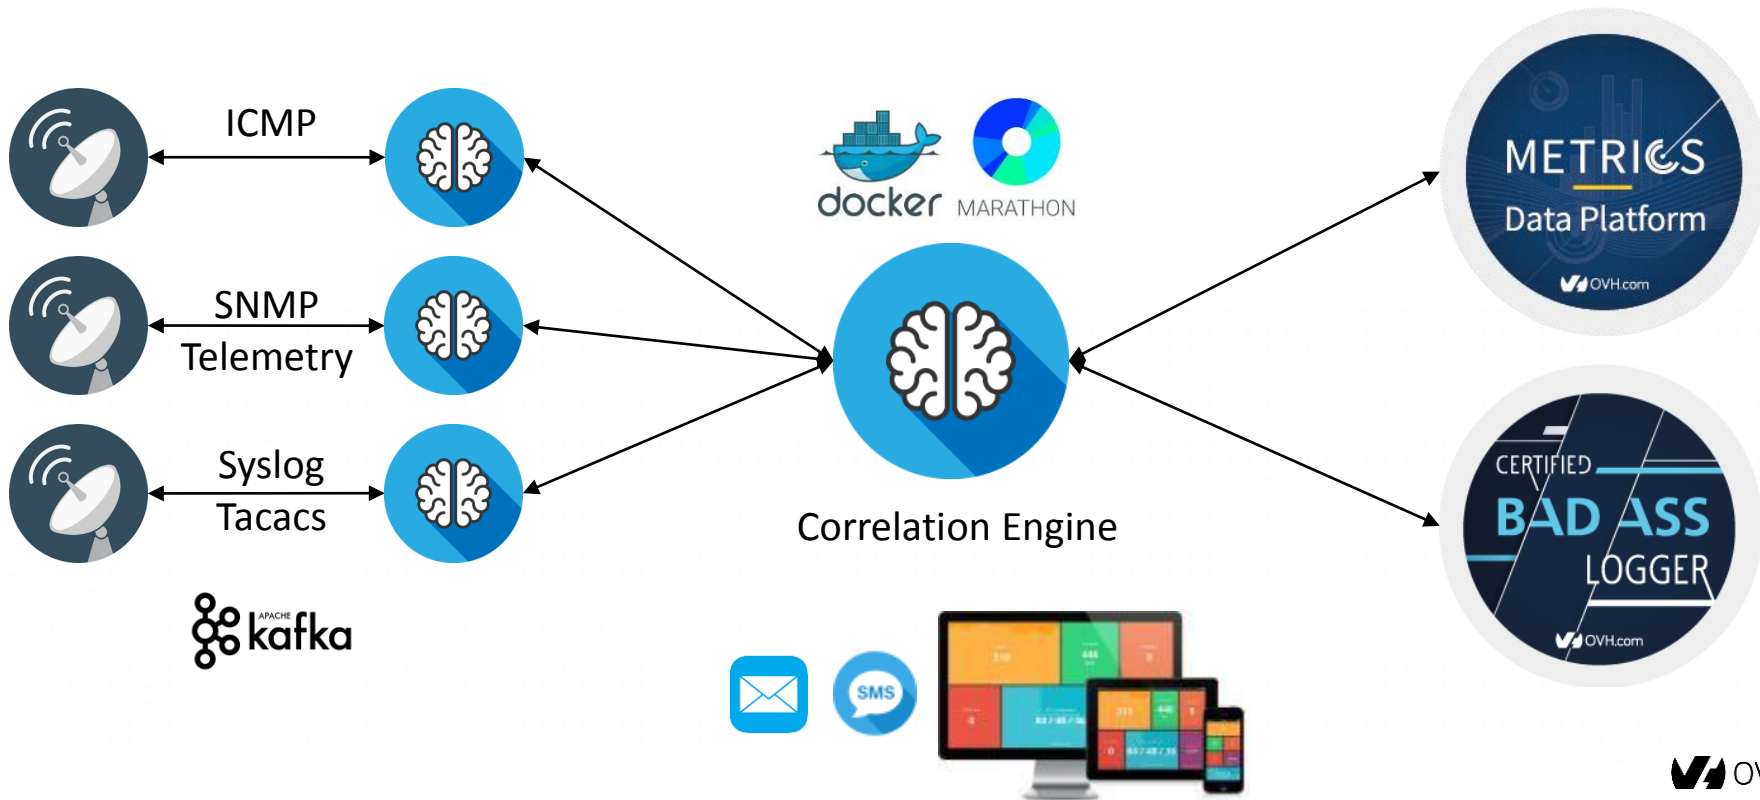 ICMP
SNMP
Telemetry
Syslog
Tacacs
APACHE
kafka
docker
MARATHON
Correlation Engine
SMS
METRICS
Data Platform
OVH.com
CERTIFIED
BAD ASS
LOGGER
OVH.com